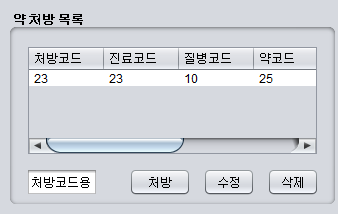 약 처방 목록
처방코드 진료코드 질병코드 약코드
23 23 10 25
처방코드용 처방 수정 삭제